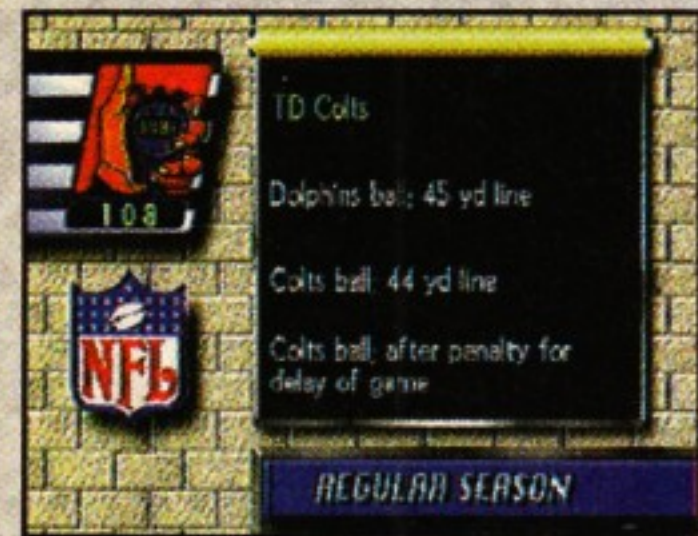 TD Colts
Dolphins ball; 45 yd line
108
Colts ball; 44 yd line
NFL
Colts ball, after penalty for
delay of game
REGULAR SEASON